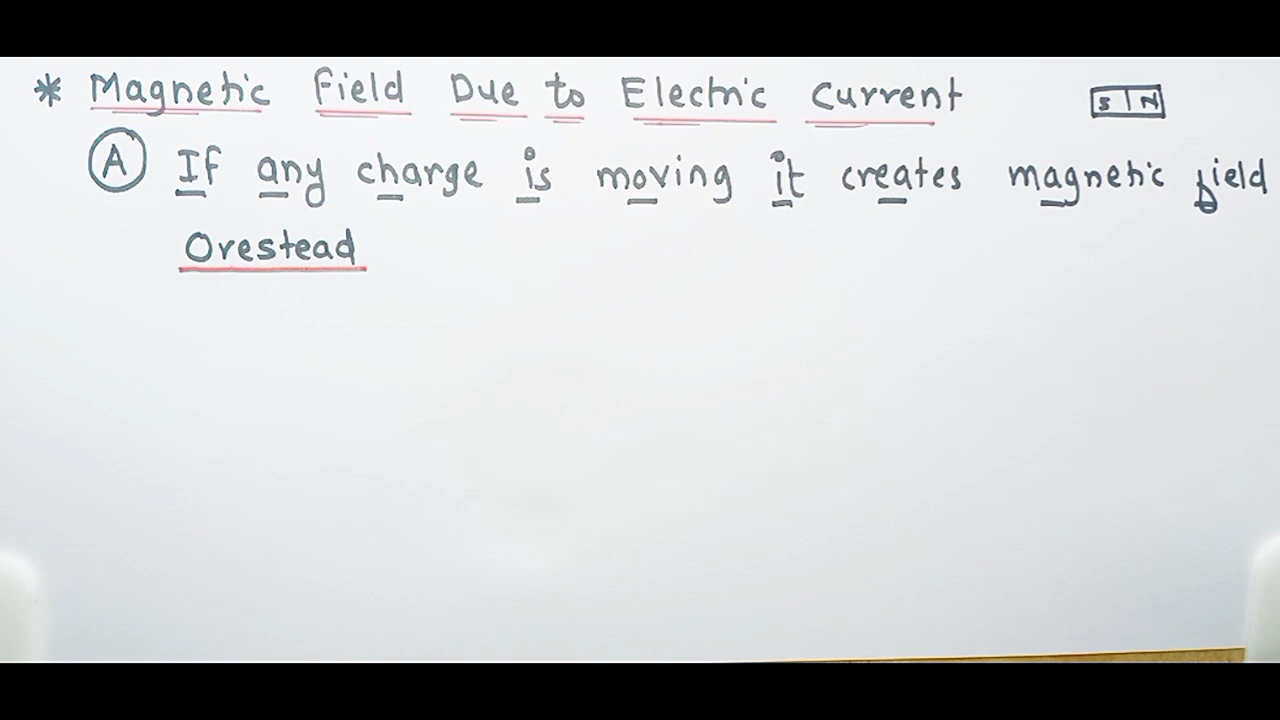 * Magnetic Field Due to Electric Current S N
A If any charge is moving it creates magnetic field
Orestead